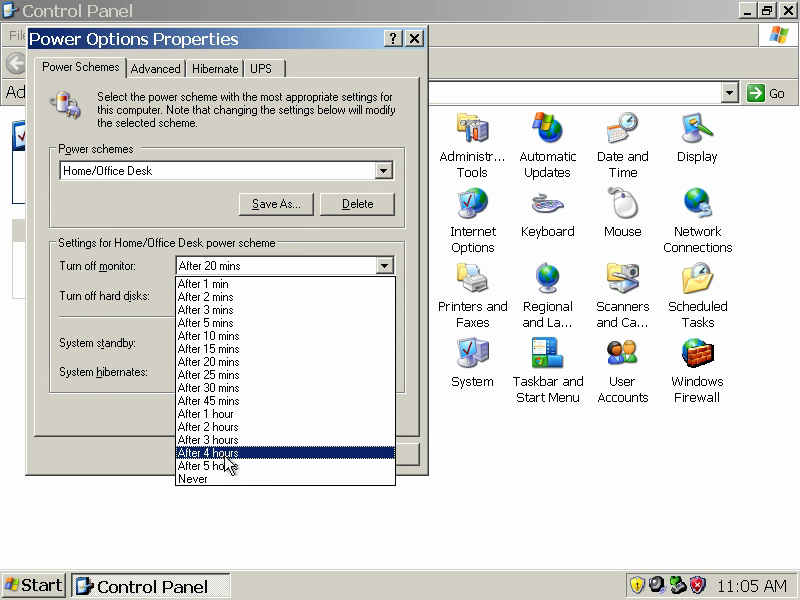 Control Panel
Fil
Power Options Properties
Ad
Go
Power Schemes
Advanced
Hibernate
UPS
Select the power scheme with the most appropriate settings for
this computer. Note that changing the settings below will modify
the selected scheme.
Power schemes
Home/Office Desk
Save As...
Delete
Settings for Home/Office Desk power scheme
Turn off monitor:
After 20 mins
Turn off hard disks:
System standby:
System hibernates:
After 1 min
After 2 mins
After 3 mins
After 5 mins
After 10 mins
After 15 mins
After 20 mins
After 25 mins
After 30 mins
After 45 mins
After 1 hour
After 2 hours
After 3 hours
After 4 hours
After 5 hours
Never
Administr...
Tools
Automatic
Updates
Date and
Time
Display
Internet
Options
Keyboard
Mouse
Network
Connections
Printers and
Faxes
Regional
and La...
Scanners
and Ca...
Scheduled
Tasks
System
Taskbar and
Start Menu
User
Accounts
Windows
Firewall
Start
Control Panel
11:05 AM